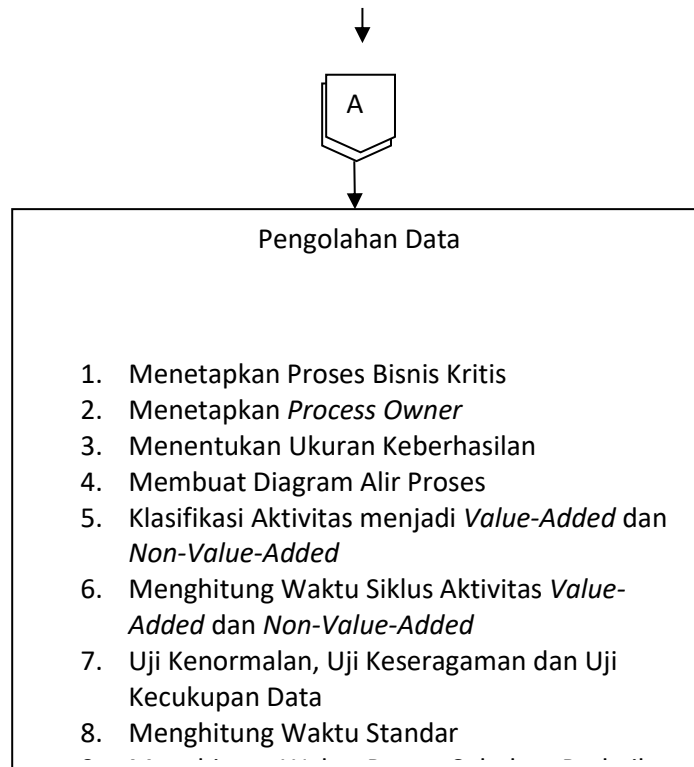 A
Pengolahan Data
1. Menetapkan Proses Bisnis Kritis
2. Menetapkan Process Owner
3. Menentukan Ukuran Keberhasilan
4. Membuat Diagram Alir Proses
5. Klasifikasi Aktivitas menjadi Value-Added dan
Non-Value-Added
6. Menghitung Waktu Siklus Aktivitas Value-
Added dan Non-Value-Added
7. Uji Kenormalan, Uji Keseragaman dan Uji
Kecukupan Data
8. Menghitung Waktu Standar